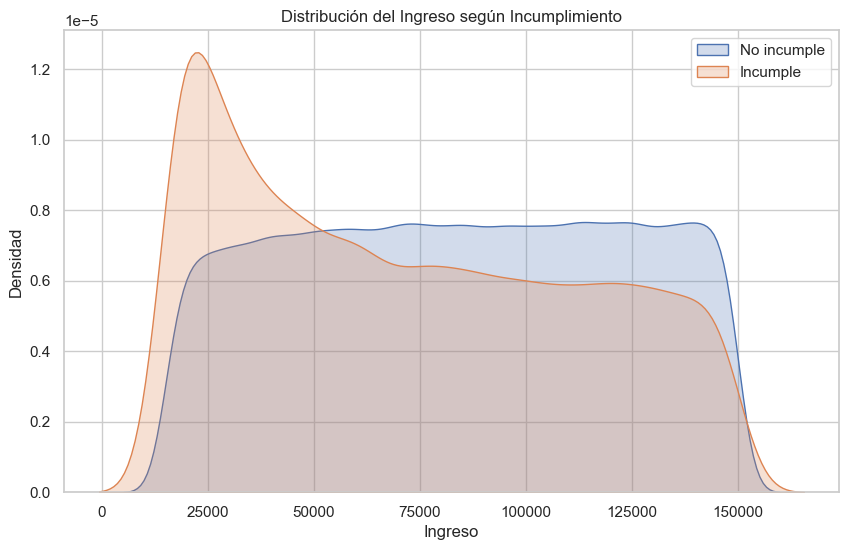 Distribución del Ingreso según Incumplimiento
1e−5
No incumple
Incumple
1.2
1.0
0.8
0.6
0.4
0.2
0.0
Densidad
0 25000 50000 75000 100000 125000 150000
Ingreso